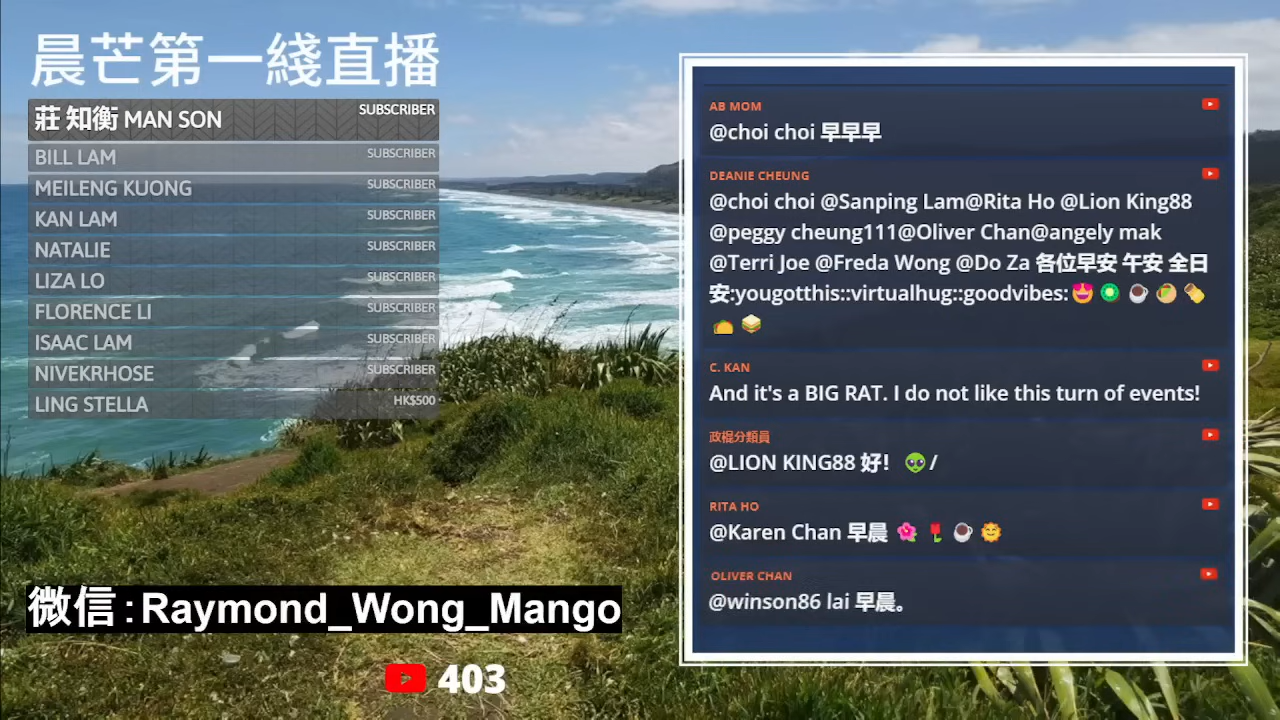 晨芒第一綫直播
莊 知衡 MAN SON SUBSCRIBER
BILL LAM SUBSCRIBER
MEILENG KUONG SUBSCRIBER
KAN LAM SUBSCRIBER
NATALIE SUBSCRIBER
LIZA LO SUBSCRIBER
FLORENCE LI SUBSCRIBER
ISAAC LAM SUBSCRIBER
NIVEKRHOSE SUBSCRIBER
LING STELLA HK$500
微信:Raymond_Wong_Mango
403
AB MOM
@choi choi 早早早
DEANIE CHEUNG
@choi choi @Sanping Lam@Rita Ho @Lion King88
@peggy cheung111@Oliver Chan@angely mak
@Terri Joe @Freda Wong @Do Za 各位早安 午安 全日
安:yougotthis::virtualhug::goodvibes:😍🥝☕🥙🍢
🌮🥪
C. KAN
And it's a BIG RAT. I do not like this turn of events!
政棍分類員
@LION KING88 好! 👽/
RITA HO
@Karen Chan 早晨 🌺🌷☕🌞
OLIVER CHAN
@winson86 lai 早晨。